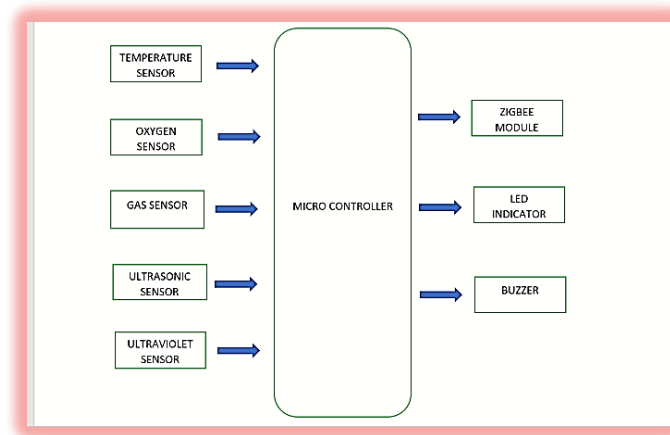 TEMPERATURE
SENSOR
OXYGEN
SENSOR
GAS SENSOR
ULTRASONIC
SENSOR
ULTRAVIOLET
SENSOR
MICRO CONTROLLER
ZIGBEE
MODULE
LED
INDICATOR
BUZZER